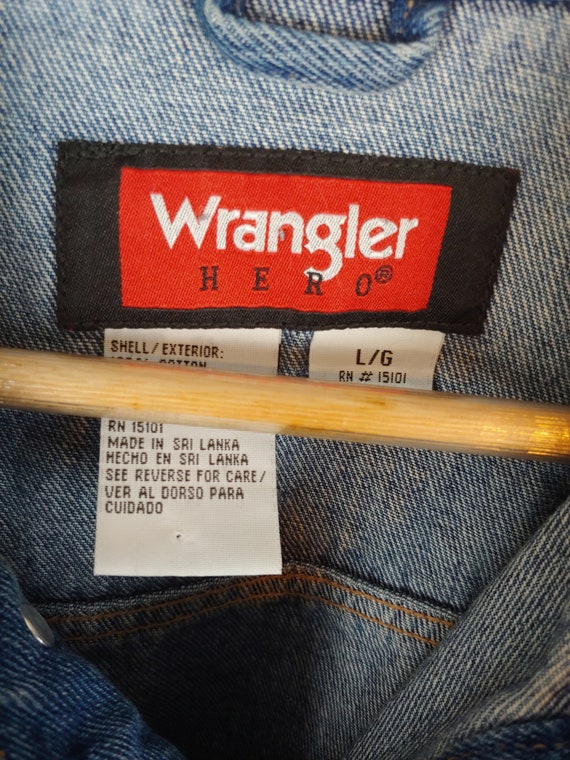 Wrangler
HERO®
SHELL/EXTERIOR:
COTTON
L/G
RN # 15101
RN 15101
MADE IN SRI LANKA
HECHO EN SRI LANKA
SEE REVERSE FOR CARE/
VER AL DORSO PARA
CUIDADO